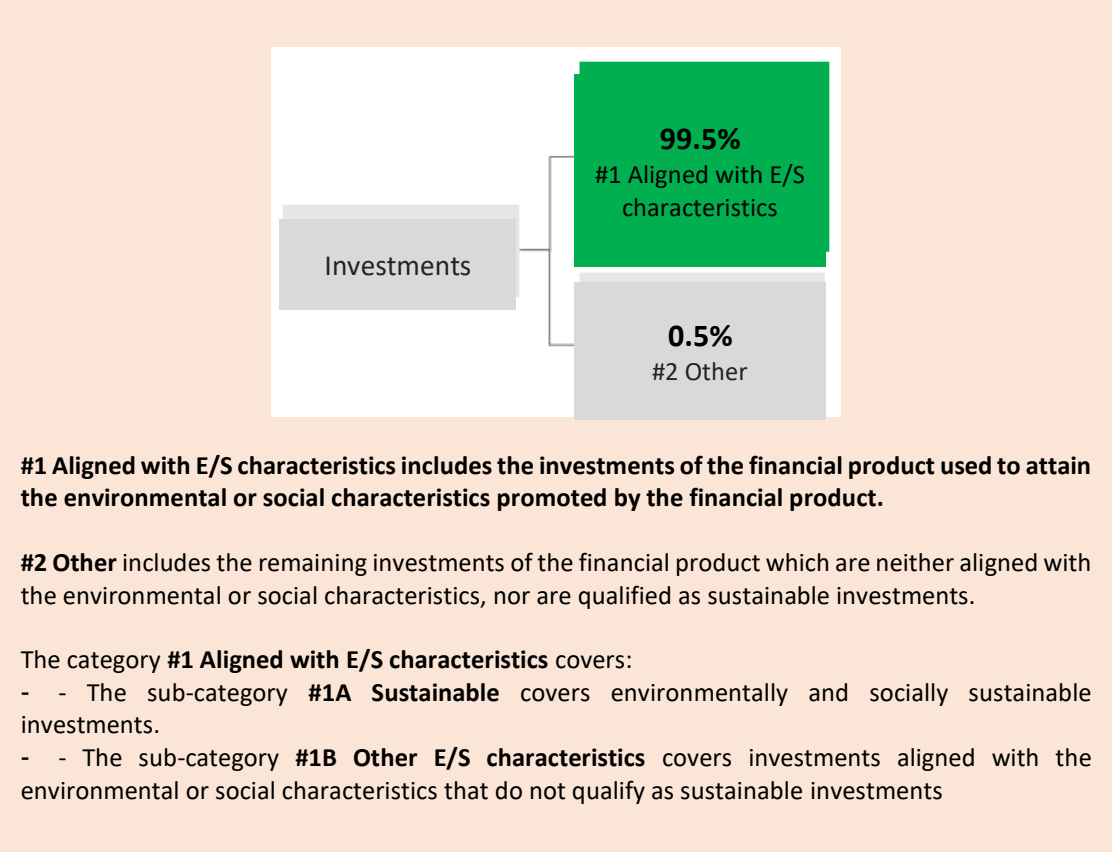 99.5%
#1 Aligned with E/S
characteristics
Investments
0.5%
#2 Other
#1 Aligned with E/S characteristics includes the investments of the financial product used to attain
the environmental or social characteristics promoted by the financial product.
#2 Other includes the remaining investments of the financial product which are neither aligned with
the environmental or social characteristics, nor are qualified as sustainable investments.
The category #1 Aligned with E/S characteristics covers:
- - The sub-category #1A Sustainable covers environmentally and socially sustainable
investments.
- - The sub-category #1B Other E/S characteristics covers investments aligned with the
environmental or social characteristics that do not qualify as sustainable investments